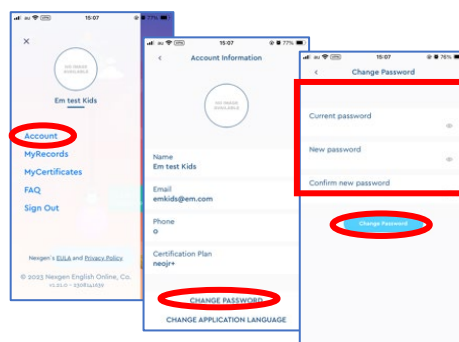 au 15:07 77%
×
NO IMAGE
AVAILABLE
Em test Kids
Account
MyRecords
MyCertificates
FAQ
Sign Out
Nexgen's EULA and Privacy Policy
© 2023 Nexgen English Online, Co.
au 15:07 77%
< Account Information
NO IMAGE
AVAILABLE
Name
Em test Kids
Email
emkids@em.com
Phone
0
Certification Plan
neojr+
CHANGE PASSWORD
CHANGE APPLICATION LANGUAGE
au 15:07 76%
< Change Password
Current password
New password
Confirm new password
Change Password